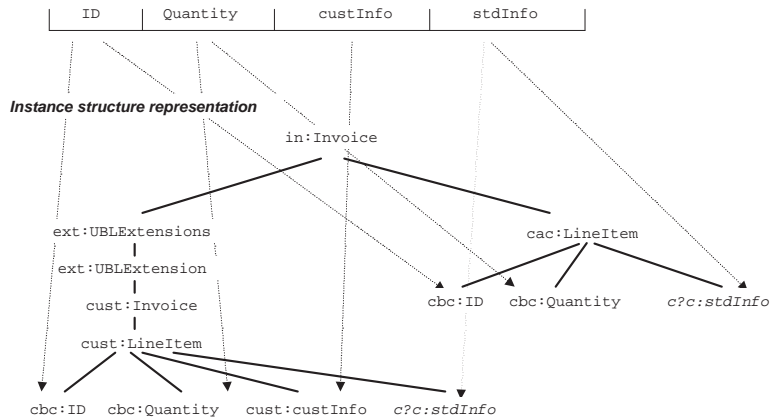 ID Quantity custInfo stdInfo
Instance structure representation
in:Invoice
ext:UBLExtensions cac:LineItem
ext:UBLExtension
cbc:ID cbc:Quantity c?c:stdInfo
cust:Invoice
cust:LineItem
cbc:ID cbc:Quantity cust:custInfo c?c:stdInfo